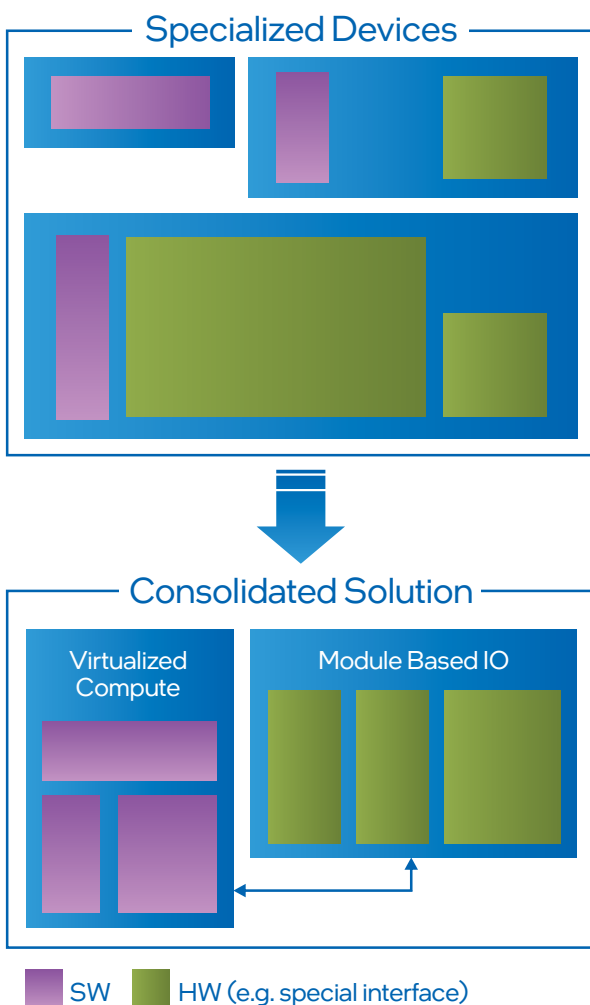 Specialized Devices
Consolidated Solution
Virtualized
Compute
Module Based IO
SW
HW (e.g. special interface)